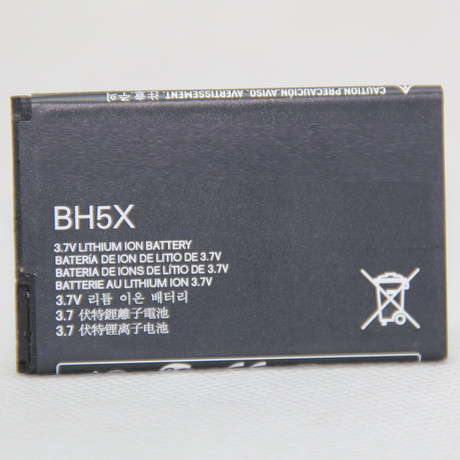 CAUTION, PRECAUCIÓN, AVISO, AVERTISSEMENT,
BH5X
3.7V LITHIUM ION BATTERY
BATERÍA DE ION DE LITIO DE 3.7V
BATERIA DE IONS DE LÍTIO DE 3.7V
BATTERIE AU LITHIUM ION 3.7V
3.7V 리튬 이온 배터리
3.7 伏特鋰離子電池
3.7 伏特锂离子电池